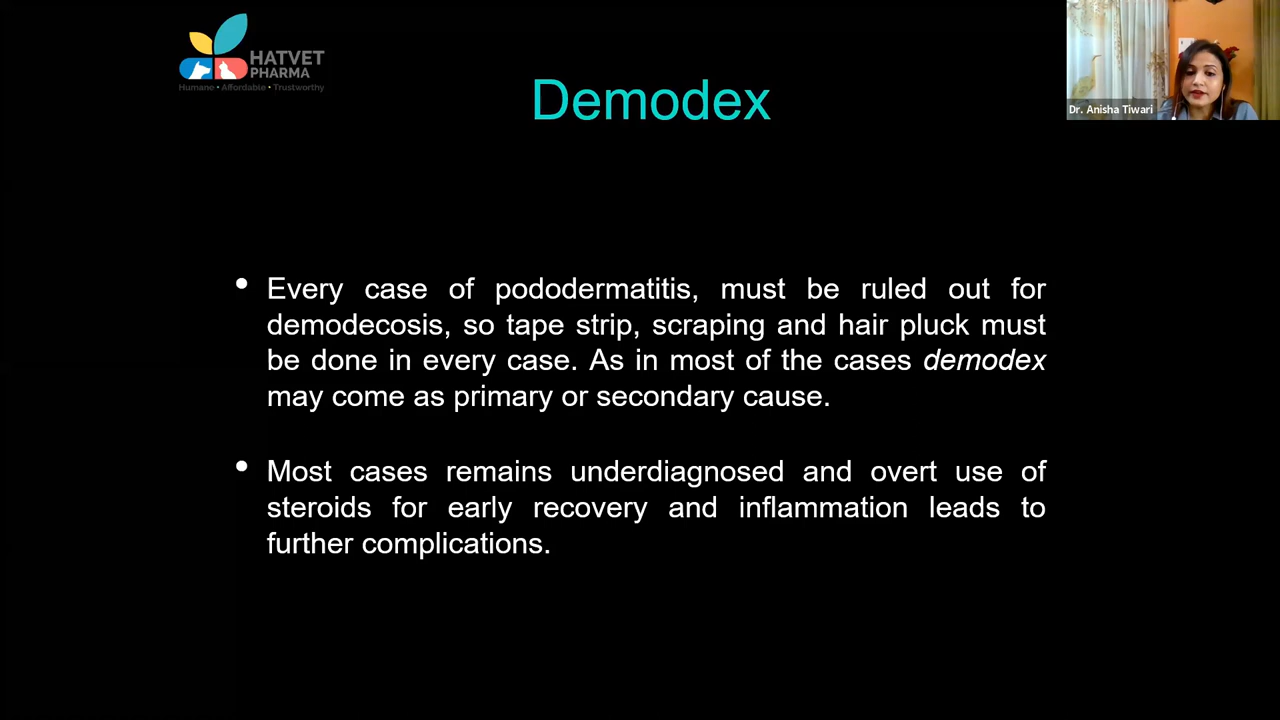 HATVET
PHARMA
Humane • Affordable • Trustworthy
Demodex
Dr. Anisha Tiwari
• Every case of pododermatitis, must be ruled out for
demodecosis, so tape strip, scraping and hair pluck must
be done in every case. As in most of the cases demodex
may come as primary or secondary cause.
• Most cases remains underdiagnosed and overt use of
steroids for early recovery and inflammation leads to
further complications.